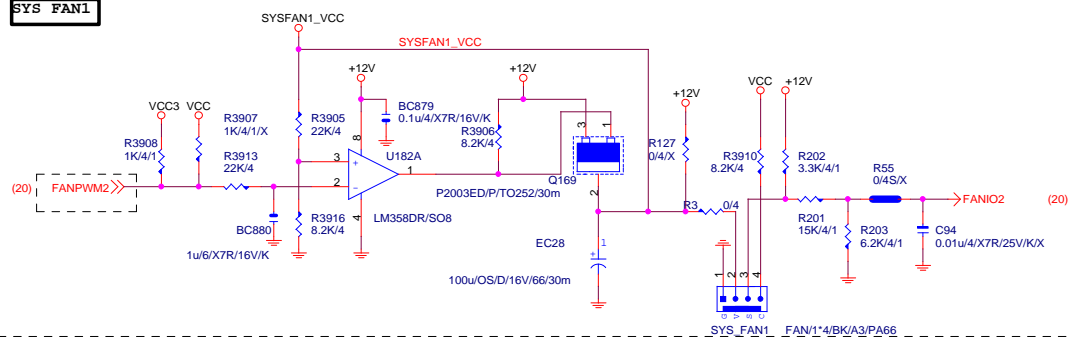 SYS FAN1
SYSFAN1_VCC
SYSFAN1_VCC
+12V
+12V
VCC3
VCC
R3907
1K/4/1/X
R3905
22K/4
BC879
0.1u/4/X7R/16V/K
+12V
VCC
+12V
R3908
1K/4/1
R3913
22K/4
8
3
+
2
-
1
4
U182A
LM358DR/SO8
R3906
8.2K/4
3
1
2
Q169
P2003ED/P/TO252/30m
R127
0/4/X
R3910
8.2K/4
R202
3.3K/4/1
R55
0/4S/X
(20)
FANPWM2
FANIO2
(20)
BC880
1u/6/X7R/16V/K
R3916
8.2K/4
R3
0/4
R201
15K/4/1
R203
6.2K/4/1
C94
0.01u/4/X7R/25V/K/X
EC28
+
1
100u/OS/D/16V/66/30m
1
2
3
4
G
V
S
C
SYS_FAN1
FAN/1*4/BK/A3/PA66